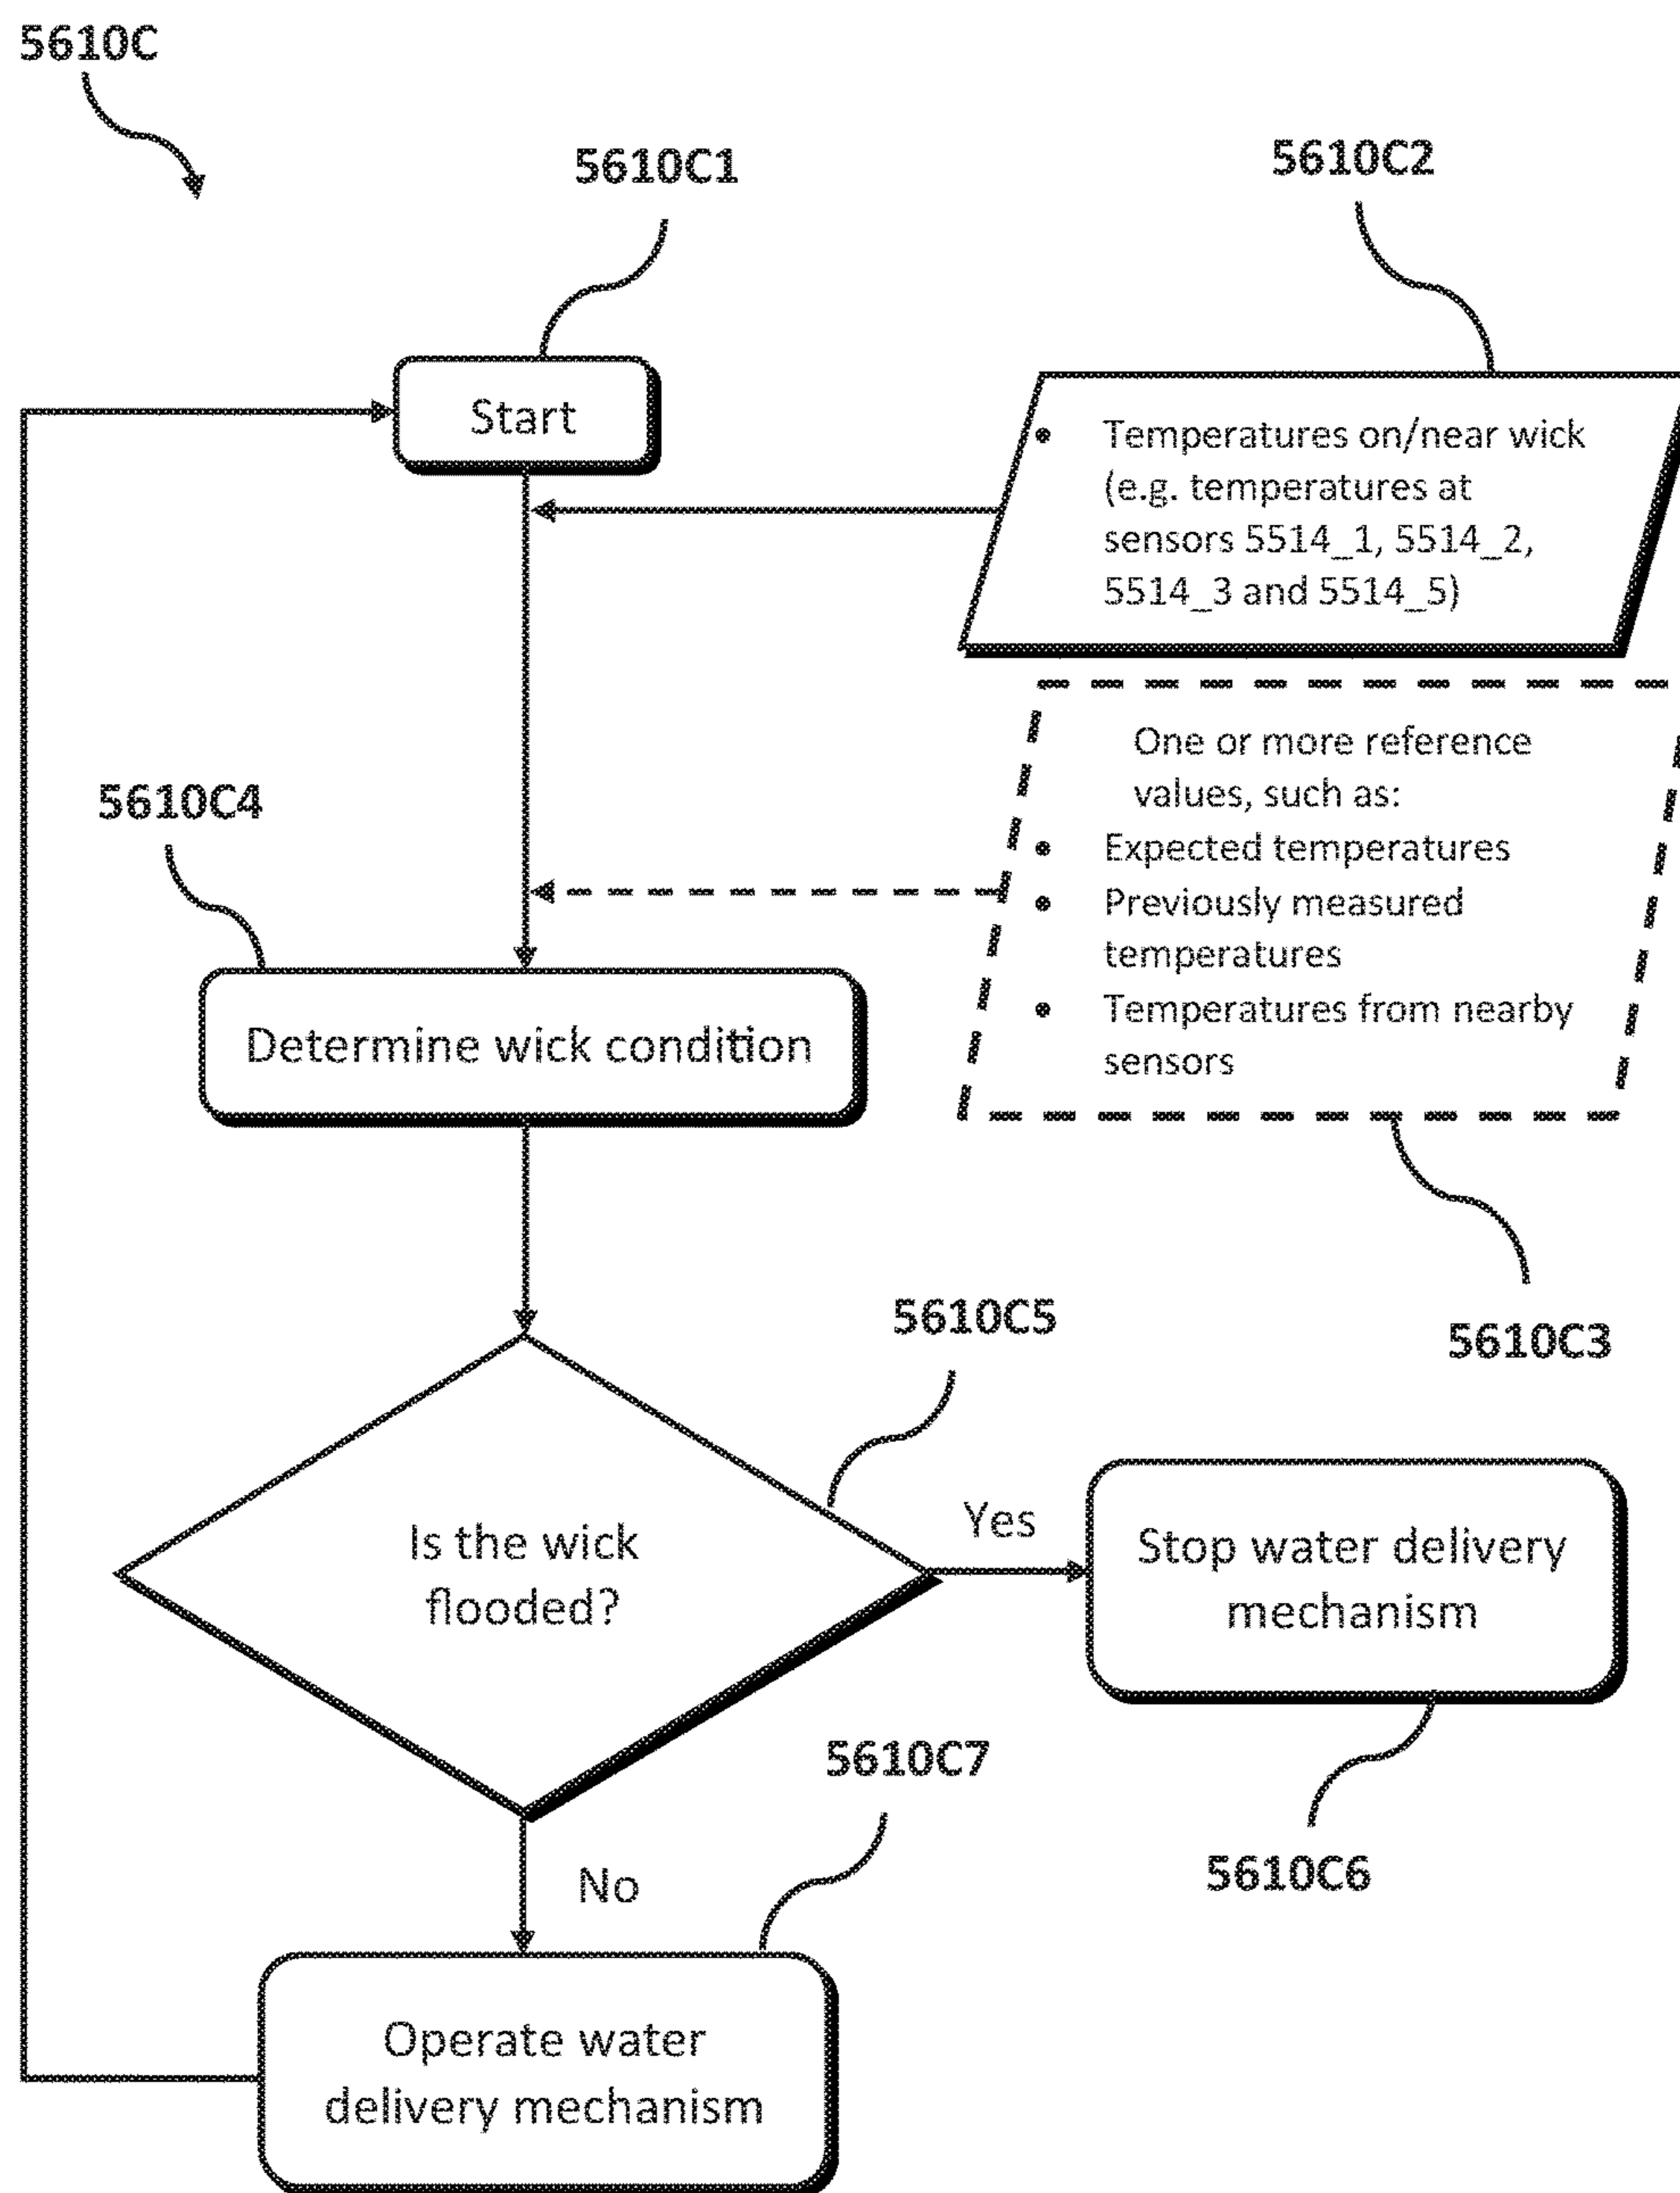 5610C
5610C1
5610C2
Start
• Temperatures on/near wick
(e.g. temperatures at
sensors 5514_1, 5514_2,
5514_3 and 5514_5)
One or more reference
values, such as:
• Expected temperatures
• Previously measured
temperatures
• Temperatures from nearby
sensors
5610C4
Determine wick condition
5610C3
5610C5
Is the wick
flooded?
Yes
Stop water delivery
mechanism
5610C6
5610C7
No
Operate water
delivery mechanism